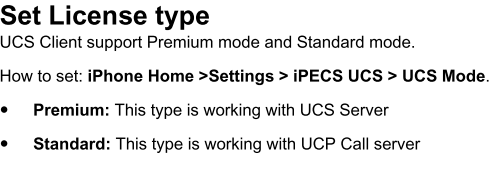 Set License type
UCS Client support Premium mode and Standard mode.
How to set: iPhone Home >Settings > iPECS UCS > UCS Mode.
● Premium: This type is working with UCS Server
● Standard: This type is working with UCP Call server